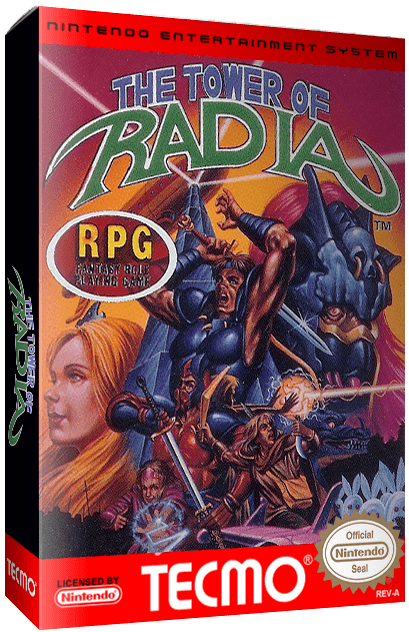 NINTENDO ENTERTAINMENT SYSTEM
THE TOWER OF
RADIA
TM
RPG
FANTASY ROLE
PLAYING GAME
THE TOWER OF
RADIA
TECMO
LICENSED BY
Nintendo
TECMO®
Official
Nintendo
Seal
REV-A